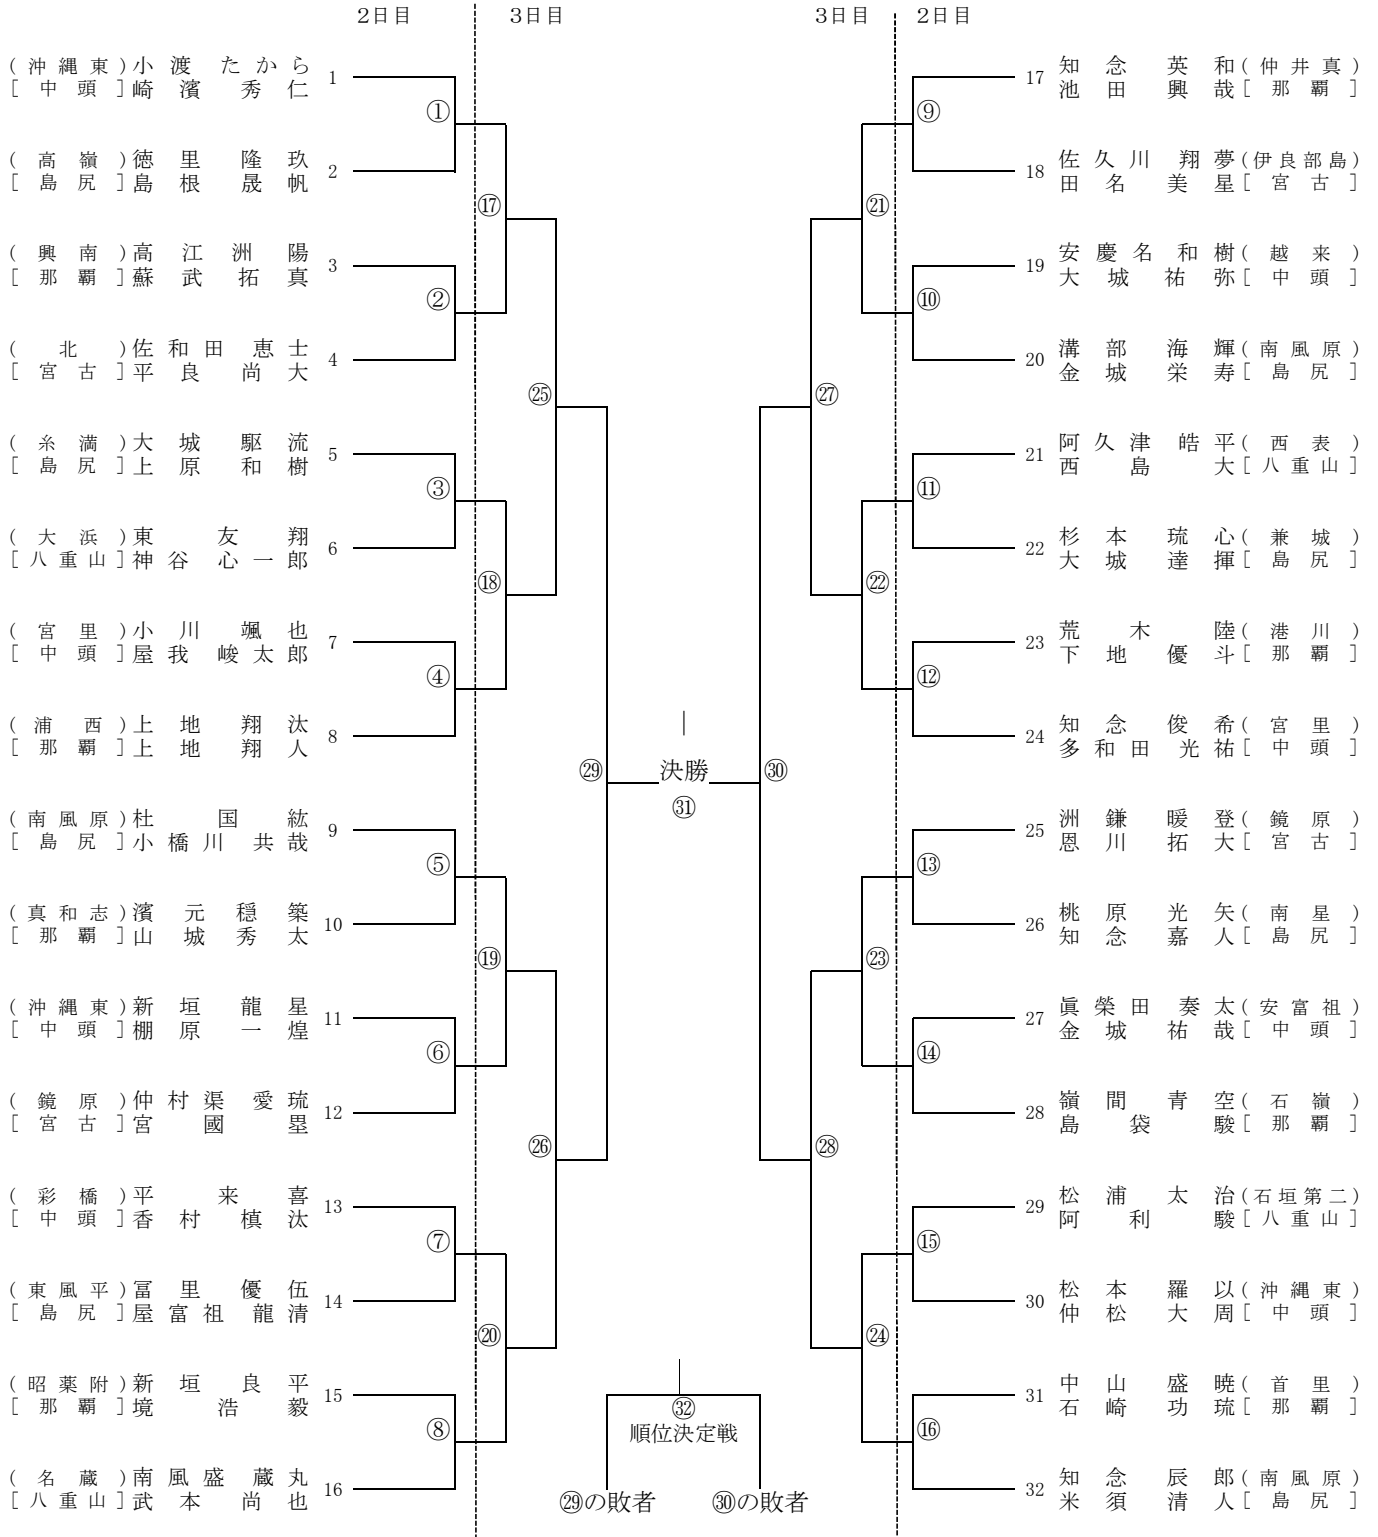 2日目 3日目 3日目 2日目
(沖縄東)小渡たから 1
[中頭]崎濱秀仁
①
(高嶺)徳里隆玖 2
[島尻]島根晟帆
⑰
(興南)高江洲陽 3
[那覇]蘇武拓真
②
(北)佐和田恵士 4
[宮古]平良尚大
㉕
(糸満)大城駆流 5
[島尻]上原和樹
③
(大浜)東友翔 6
[八重山]神谷心一郎
⑱
(宮里)小川颯也 7
[中頭]屋我峻太郎
④
(浦西)上地翔汰 8
[那覇]上地翔人
㉙
(南風原)杜国紘 9
[島尻]小橋川共哉
⑤
(真和志)濱元穏築 10
[那覇]山城秀太
⑲
(沖縄東)新垣龍星 11
[中頭]棚原一煌
⑥
(鏡原)仲村渠愛琉 12
[宮古]宮國塁
㉖
(彩橋)平来喜 13
[中頭]香村槙汰
⑦
(東風平)冨里優伍 14
[島尻]屋富祖龍清
⑳
(昭薬附)新垣良平 15
[那覇]境浩毅
⑧
(名蔵)南風盛蔵丸 16
[八重山]武本尚也
決勝
㉛
㉜
順位決定戦
㉙の敗者 ㉚の敗者
17 知念英和(仲井真)
池田興哉[那覇]
⑨
18 佐久川翔夢(伊良部島)
田名美星[宮古]
㉑
19 安慶名和樹(越来)
大城祐弥[中頭]
⑩
20 溝部海輝(南風原)
金城栄寿[島尻]
㉗
21 阿久津皓平(西表)
西島大[八重山]
⑪
22 杉本琉心(兼城)
大城達揮[島尻]
㉒
23 荒木陸(港川)
下地優斗[那覇]
⑫
24 知念俊希(宮里)
多和田光祐[中頭]
㉚
25 洲鎌暖登(鏡原)
恩川拓大[宮古]
⑬
26 桃原光矢(南星)
知念嘉人[島尻]
㉓
27 眞榮田奏太(安富祖)
金城祐哉[中頭]
⑭
28 嶺間青空(石嶺)
島袋駿[那覇]
㉘
29 松浦太治(石垣第二)
阿利駿[八重山]
⑮
30 松本羅以(沖縄東)
仲松大周[中頭]
㉔
31 中山盛暁(首里)
石崎功琉[那覇]
⑯
32 知念辰郎(南風原)
米須清人[島尻]